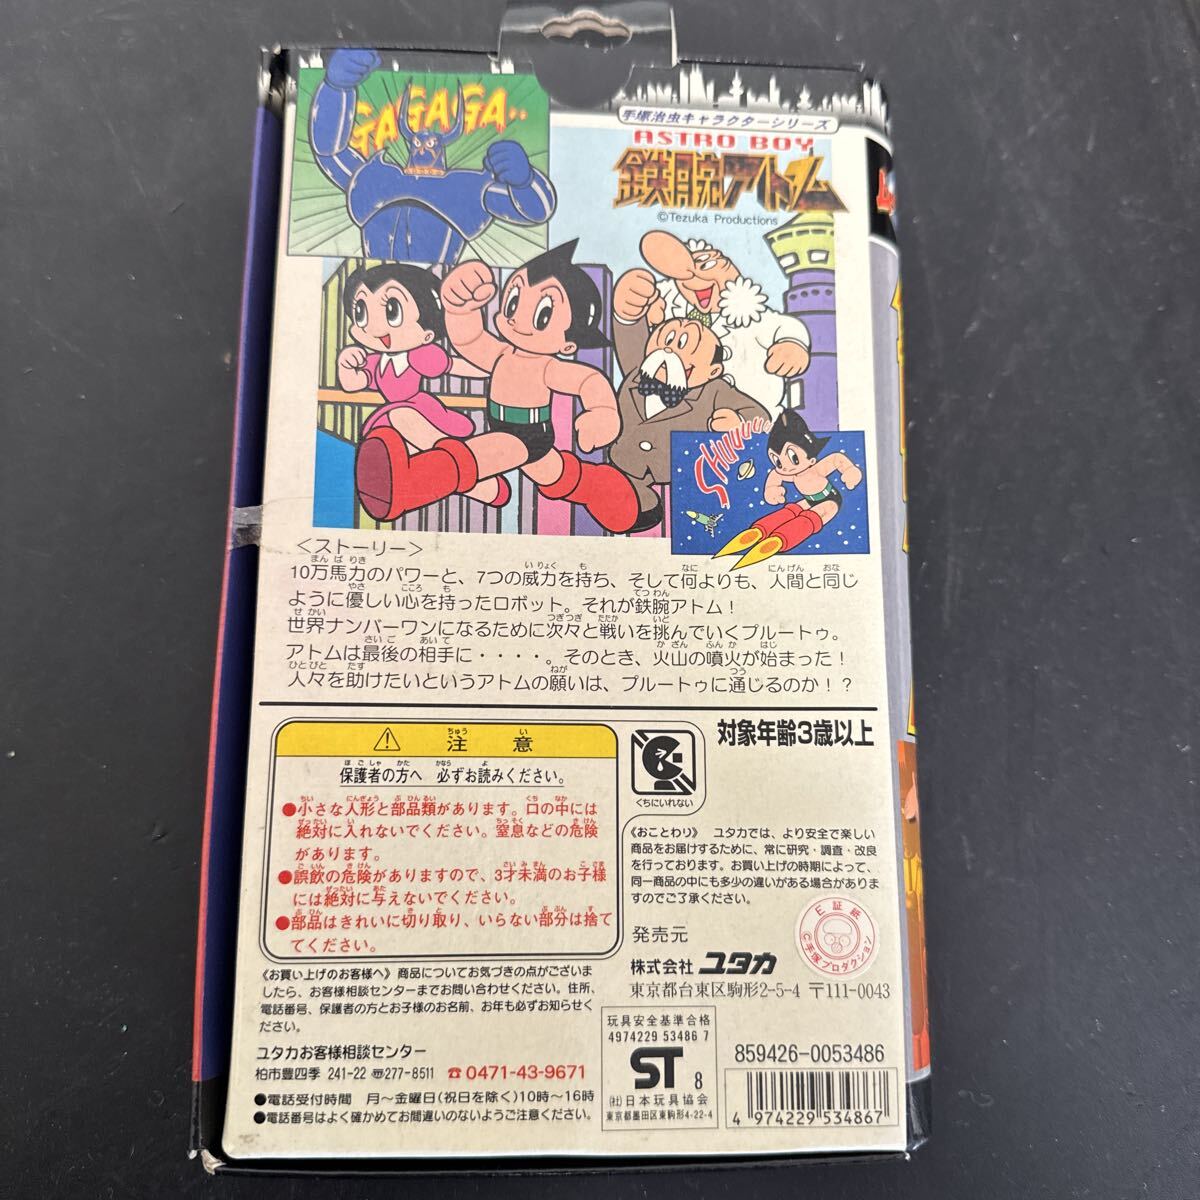 GAGAGA..
手塚治虫キャラクターシリーズ
ASTRO BOY
鉄腕アトム
©Tezuka Productions
SHUUUUU
<ストーリー>
10万馬力のパワーと、7つの威力を持ち、そして何よりも、人間と同じ
ように優しい心を持ったロボット。それが鉄腕アトム!
世界ナンバーワンになるために次々と戦いを挑んでいくプルートゥ。
アトムは最後の相手に・・・・。そのとき、火山の噴火が始まった!
人々を助けたいというアトムの願いは、プルートゥに通じるのか!?
注意
保護者の方へ 必ずお読みください。
●小さな人形と部品類があります。口の中には
絶対に入れないでください。窒息などの危険
があります。
●誤飲の危険がありますので、3才未満のお子様
には絶対に与えないでください。
●部品はきれいに切り取り、いらない部分は捨て
てください。
《お買い上げのお客様へ》商品についてお気づきの点がございま
したら、お客様相談センターまでお問い合わせください。住所、
電話番号、保護者の方とお子様のお名前、お年も必ずお知らせく
ださい。
ユタカお客様相談センター
柏市豊四季 241-22 〒277-8511 ☎0471-43-9671
●電話受付時間 月~金曜日(祝日を除く)10時~16時
●電話番号はよく確かめてお間違いのないようご注意ください。
くちにいれない
対象年齢3歳以上
《おことわり》 ユタカでは、より安全で楽しい
商品をお届けするために、常に研究・調査・改良
を行っております。お買い上げの時期によって、
同一商品の中にも多少の違いがある場合がありま
すのでご了承ください。
発売元
株式会社 ユタカ
東京都台東区駒形2-5-4 〒111-0043
E証紙
©手塚プロダクション
玩具安全基準合格
4974229 53486 7
ST 8
(社)日本玩具協会
東京都墨田区東駒形4-22-4
859426-0053486
4 974229 534867